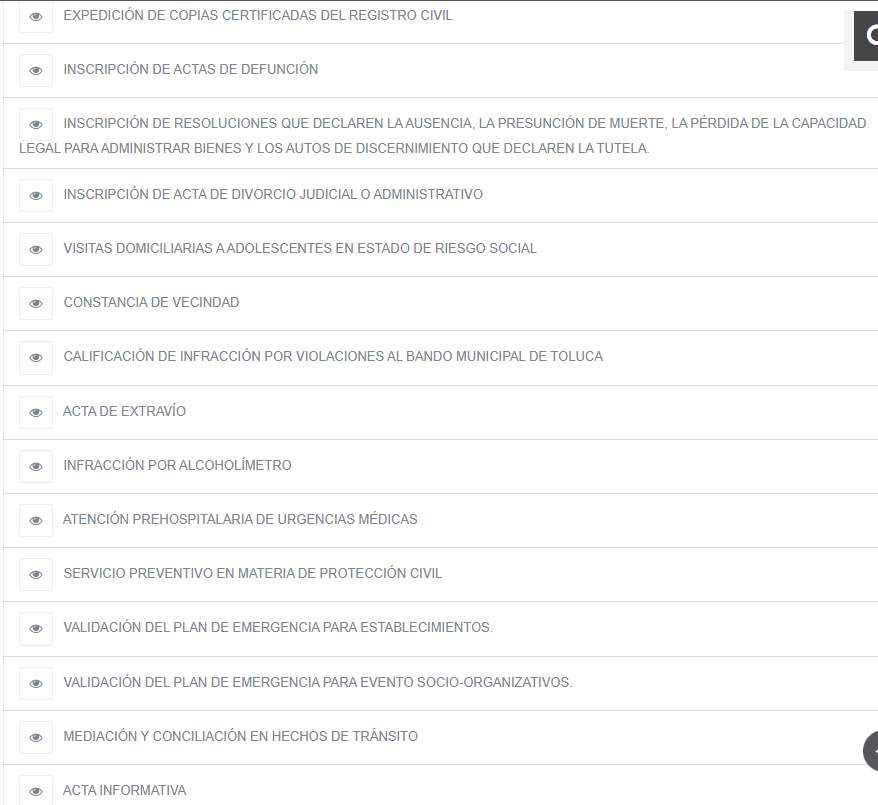 EXPEDICIÓN DE COPIAS CERTIFICADAS DEL REGISTRO CIVIL
INSCRIPCIÓN DE ACTAS DE DEFUNCIÓN
INSCRIPCIÓN DE RESOLUCIONES QUE DECLAREN LA AUSENCIA, LA PRESUNCIÓN DE MUERTE, LA PÉRDIDA DE LA CAPACIDAD
LEGAL PARA ADMINISTRAR BIENES Y LOS AUTOS DE DISCERNIMIENTO QUE DECLAREN LA TUTELA.
INSCRIPCIÓN DE ACTA DE DIVORCIO JUDICIAL O ADMINISTRATIVO
VISITAS DOMICILIARIAS A ADOLESCENTES EN ESTADO DE RIESGO SOCIAL
CONSTANCIA DE VECINDAD
CALIFICACIÓN DE INFRACCIÓN POR VIOLACIONES AL BANDO MUNICIPAL DE TOLUCA
ACTA DE EXTRAVÍO
INFRACCIÓN POR ALCOHOLÍMETRO
ATENCIÓN PREHOSPITALARIA DE URGENCIAS MÉDICAS
SERVICIO PREVENTIVO EN MATERIA DE PROTECCIÓN CIVIL
VALIDACIÓN DEL PLAN DE EMERGENCIA PARA ESTABLECIMIENTOS.
VALIDACIÓN DEL PLAN DE EMERGENCIA PARA EVENTO SOCIO-ORGANIZATIVOS.
MEDIACIÓN Y CONCILIACIÓN EN HECHOS DE TRÁNSITO
ACTA INFORMATIVA